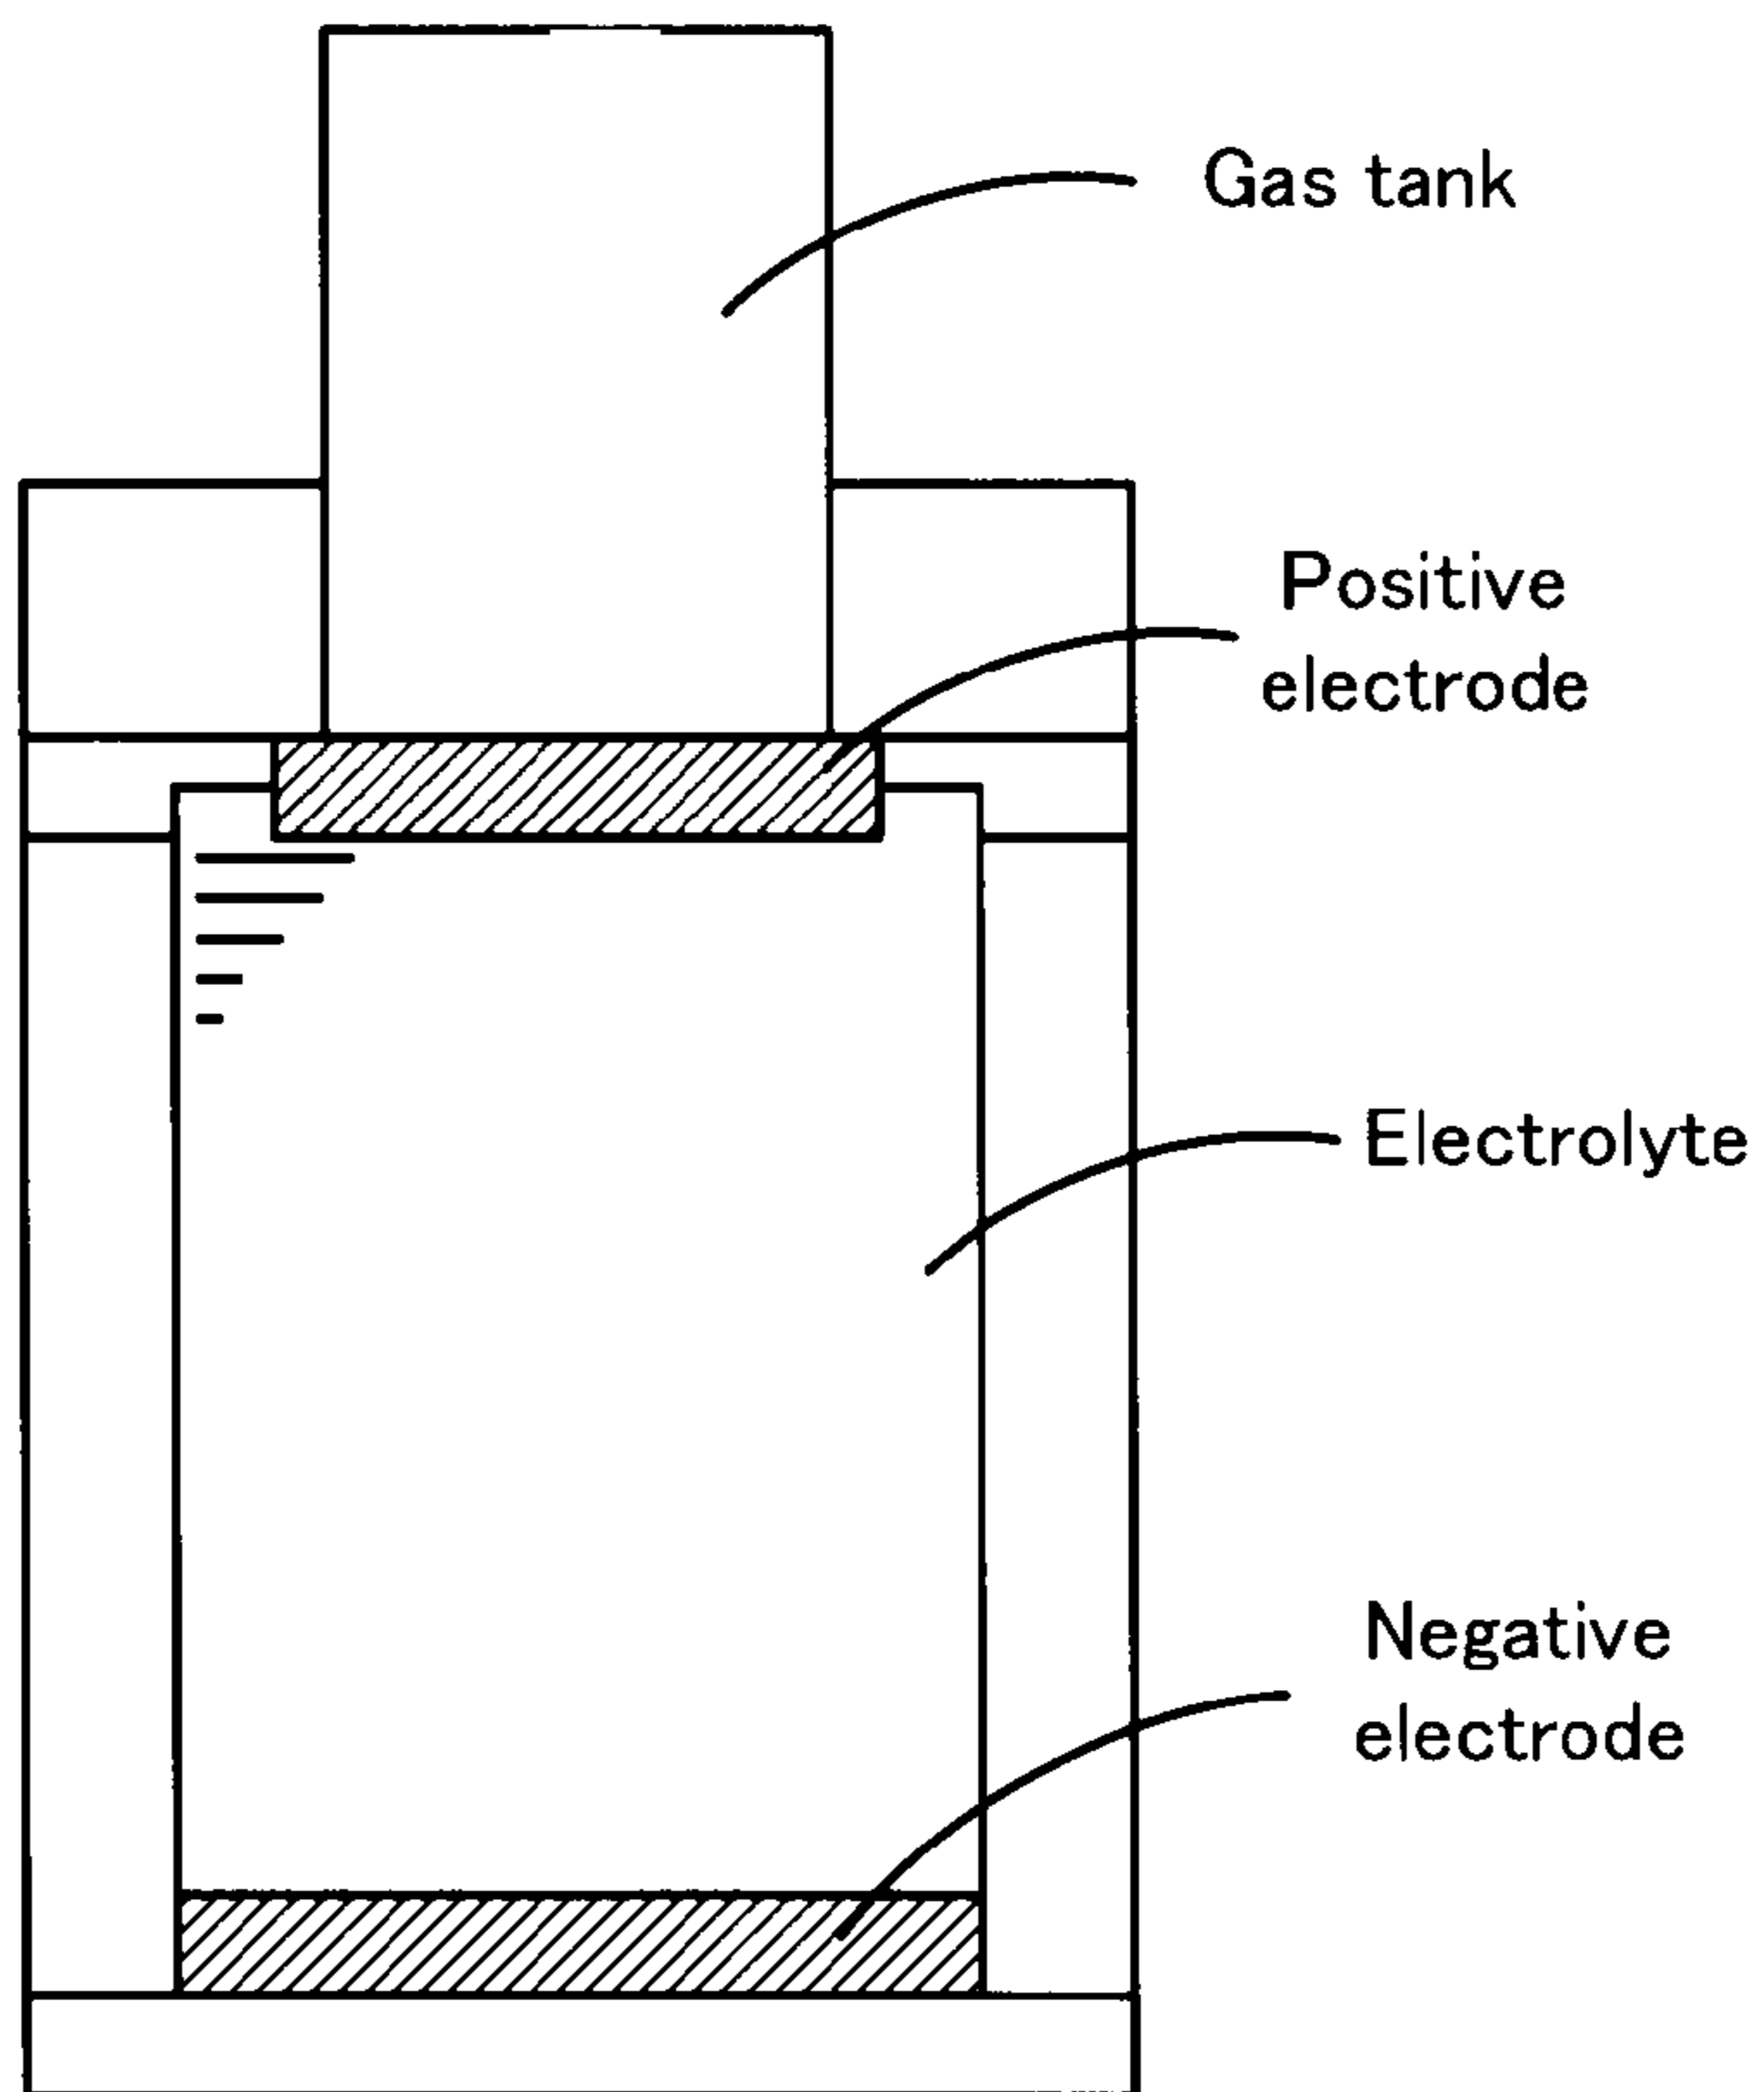 Gas tank
Positive
electrode
Electrolyte
Negative
electrode